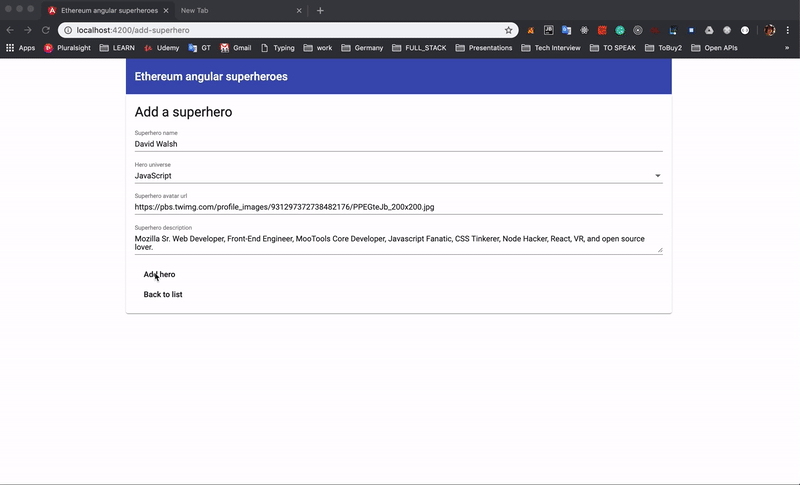 Ethereum angular superheroes
New Tab
localhost:4200/add-superhero
Apps Pluralsight LEARN Udemy GT Gmail Typing work Germany FULL_STACK Presentations Tech Interview TO SPEAK ToBuy2 Open APIs »
Ethereum angular superheroes
Add a superhero
Superhero name
David Walsh
Hero universe
JavaScript
Superhero avatar url
https://pbs.twimg.com/profile_images/931297372738482176/PPEGteJb_200x200.jpg
Superhero description
Mozilla Sr. Web Developer, Front-End Engineer, MooTools Core Developer, Javascript Fanatic, CSS Tinkerer, Node Hacker, React, VR, and open source
lover.
Add hero
Back to list